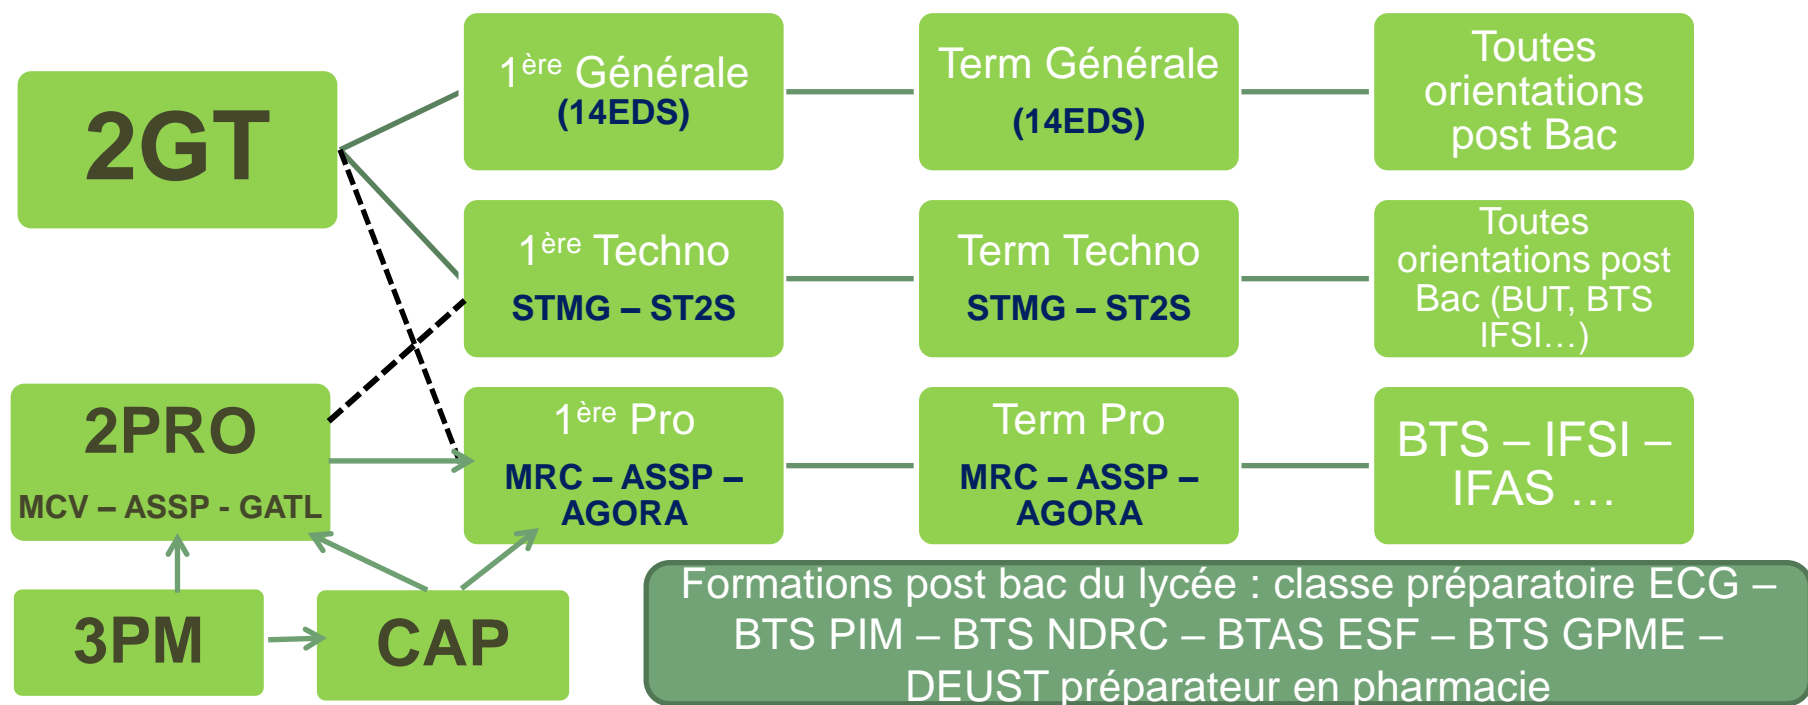 2GT
1ère Générale
(14EDS)
Term Générale
(14EDS)
Toutes
orientations
post Bac
1ère Techno
STMG – ST2S
Term Techno
STMG – ST2S
Toutes
orientations post
Bac (BUT, BTS
IFSI…)
2PRO
MCV – ASSP - GATL
1ère Pro
MRC – ASSP –
AGORA
Term Pro
MRC – ASSP –
AGORA
BTS – IFSI –
IFAS …
3PM
CAP
Formations post bac du lycée : classe préparatoire ECG –
BTS PIM – BTS NDRC – BTAS ESF – BTS GPME –
DEUST préparateur en pharmacie